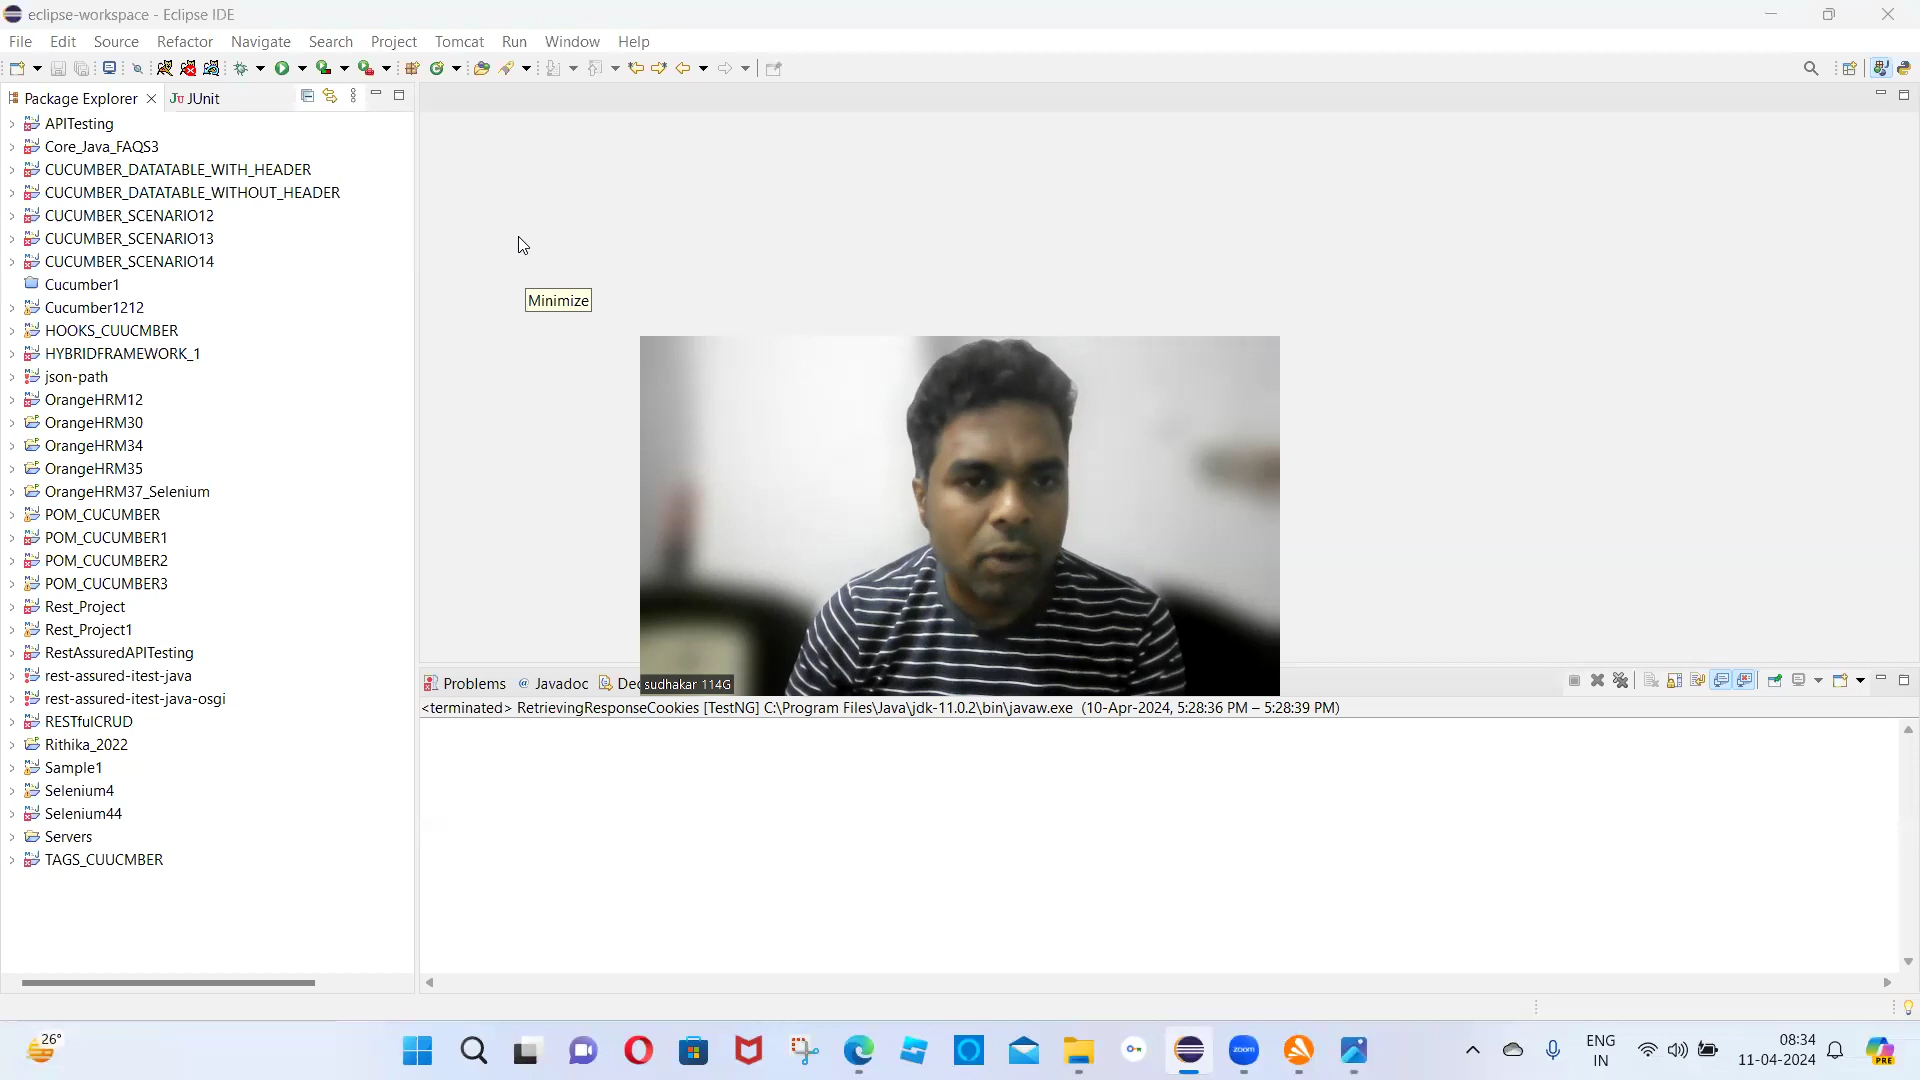 eclipse-workspace - Eclipse IDE
File Edit Source Refactor Navigate Search Project Tomcat Run Window Help
Package Explorer JUnit
APITesting
Core_Java_FAQS3
CUCUMBER_DATATABLE_WITH_HEADER
CUCUMBER_DATATABLE_WITHOUT_HEADER
CUCUMBER_SCENARIO12
CUCUMBER_SCENARIO13
CUCUMBER_SCENARIO14
Cucumber1
Cucumber1212
HOOKS_CUUCMBER
HYBRIDFRAMEWORK_1
json-path
OrangeHRM12
OrangeHRM30
OrangeHRM34
OrangeHRM35
OrangeHRM37_Selenium
POM_CUCUMBER
POM_CUCUMBER1
POM_CUCUMBER2
POM_CUCUMBER3
Rest_Project
Rest_Project1
RestAssuredAPITesting
rest-assured-itest-java
rest-assured-itest-java-osgi
RESTfulCRUD
Rithika_2022
Sample1
Selenium4
Selenium44
Servers
TAGS_CUUCMBER
Minimize
Problems @ Javadoc Dec
sudhakar 114G
<terminated> RetrievingResponseCookies [TestNG] C:\Program Files\Java\jdk-11.0.2\bin\javaw.exe (10-Apr-2024, 5:28:36 PM – 5:28:39 PM)
26°
zoom
ENG
IN
08:34
11-04-2024
PRE